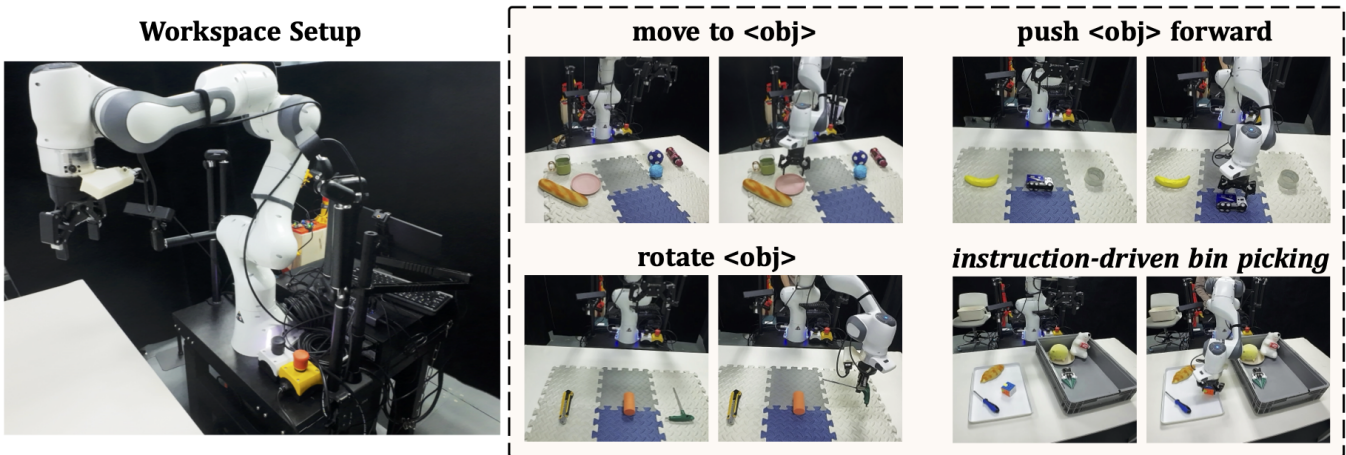 Workspace Setup
move to <obj>
push <obj> forward
rotate <obj>
instruction-driven bin picking